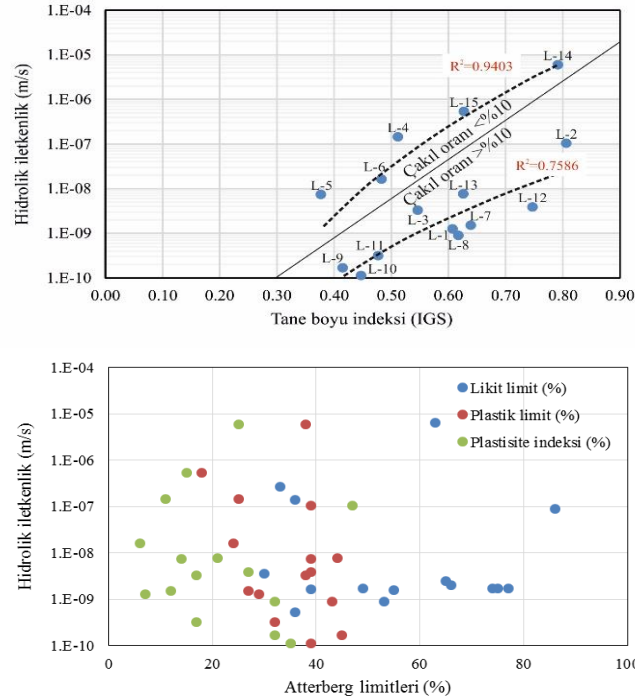 1.E-04
1.E-05
1.E-06
1.E-07
1.E-08
1.E-09
1.E-10
Hidrolik iletkenlik (m/s)
R²=0.9403
L-14
L-15
L-4
Çakıl oranı <%10
Çakıl oranı >%10
L-2
R²=0.7586
L-6
L-5
L-13
L-12
L-3
L-7
L-1
L-8
L-11
L-9
L-10
0.00 0.10 0.20 0.30 0.40 0.50 0.60 0.70 0.80 0.90
Tane boyu indeksi (IGS)
1.E-04
1.E-05
1.E-06
1.E-07
1.E-08
1.E-09
1.E-10
Hidrolik iletkenlik (m/s)
Likit limit (%)
Plastik limit (%)
Plastisite indeksi (%)
0 20 40 60 80 100
Atterberg limitleri (%)